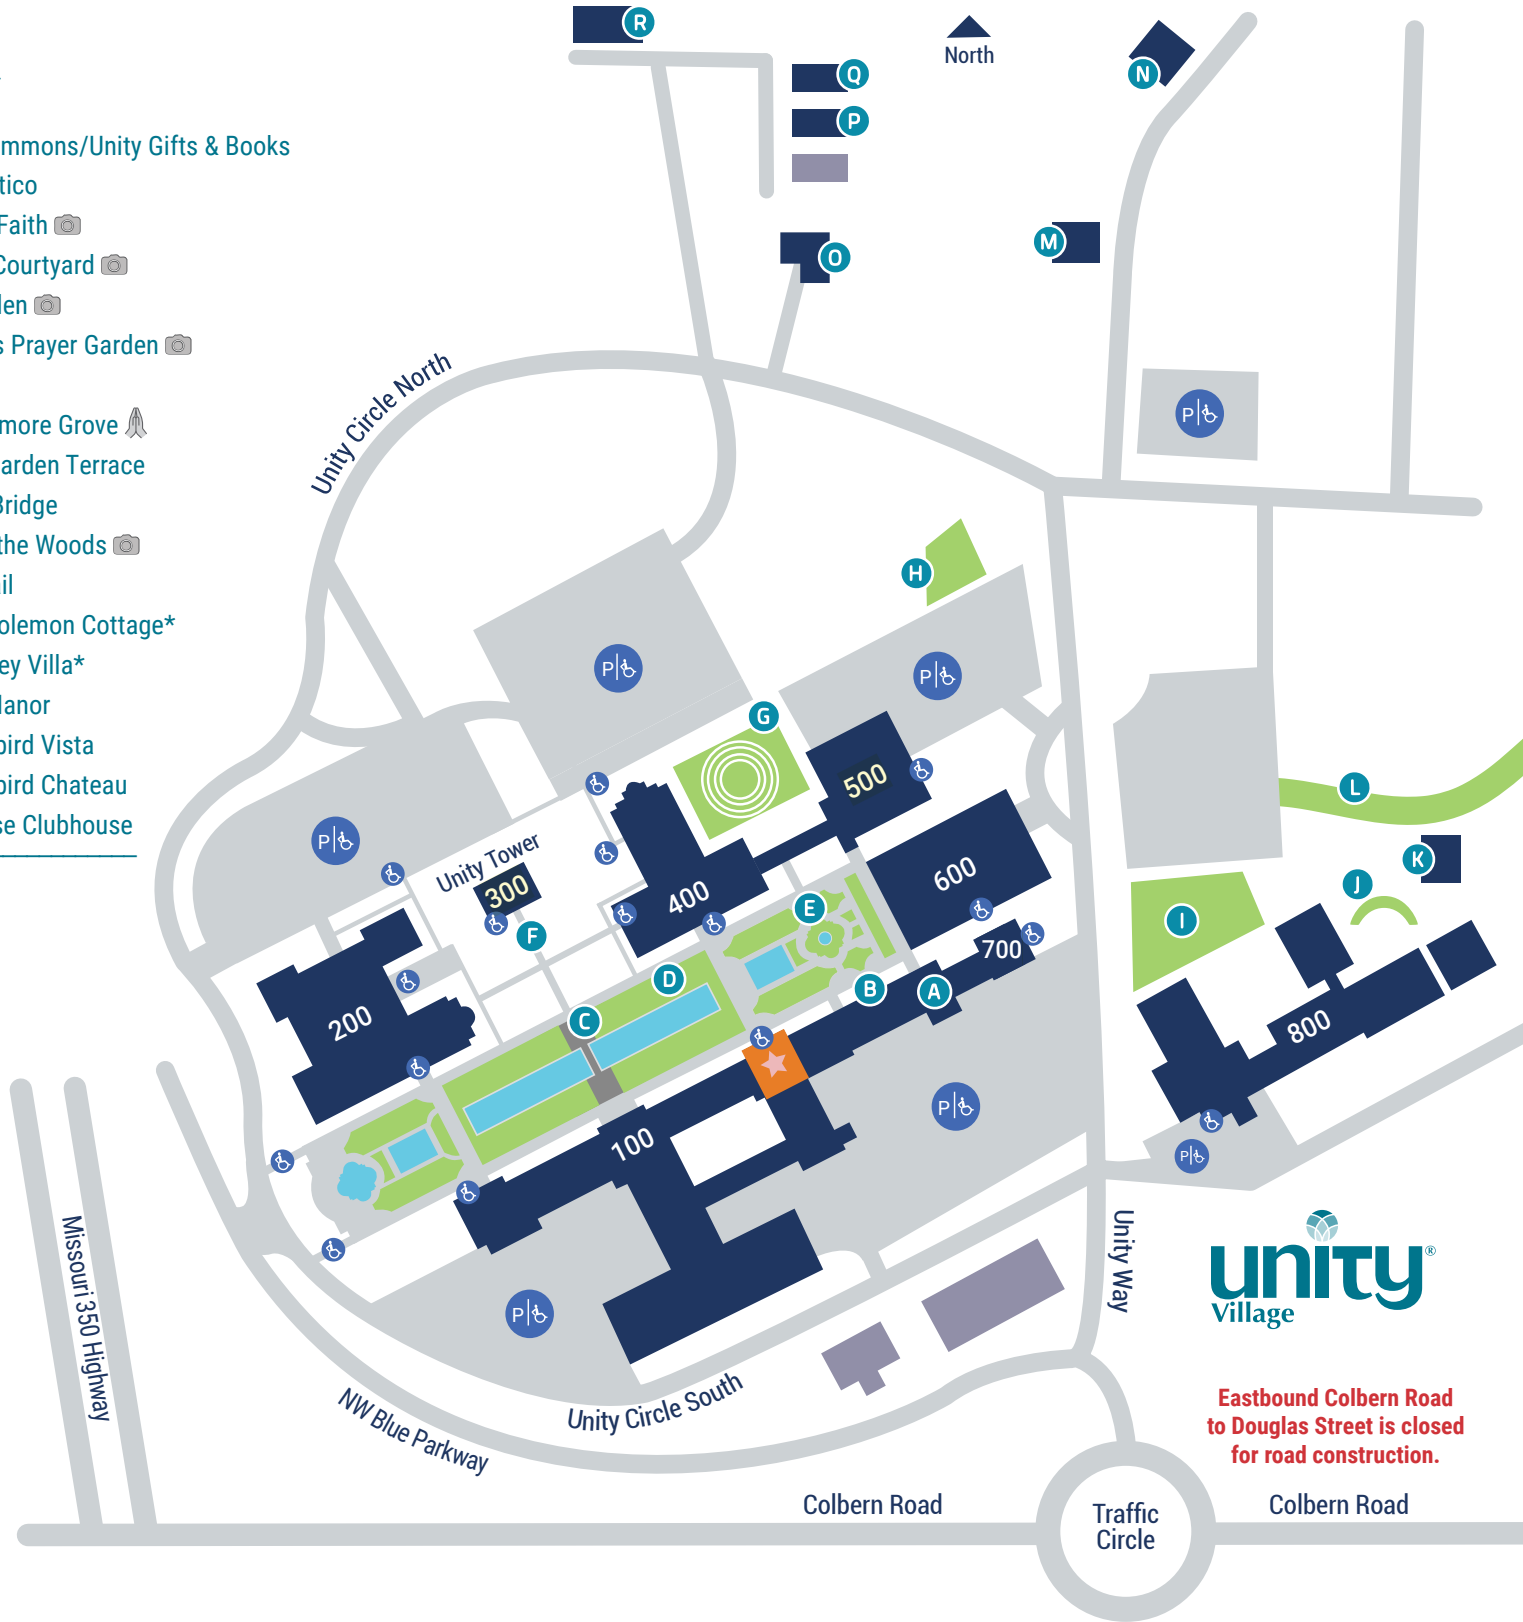 mmons/Unity Gifts & Books
tico
Faith
Courtyard
len
s Prayer Garden
more Grove
arden Terrace
Bridge
the Woods
ail
olemon Cottage*
ey Villa*
Manor
bird Vista
bird Chateau
se Clubhouse
R
Q
P
North
N
M
O
Unity Circle North
P
H
P
P
G
500
L
P
Unity Tower
300
400
600
K
J
E
I
F
700
D
B
A
200
C
800
100
P
P
P
Missouri 350 Highway
Unity Way
unity®
Village
NW Blue Parkway
Unity Circle South
Eastbound Colbern Road
to Douglas Street is closed
for road construction.
Colbern Road
Traffic
Circle
Colbern Road